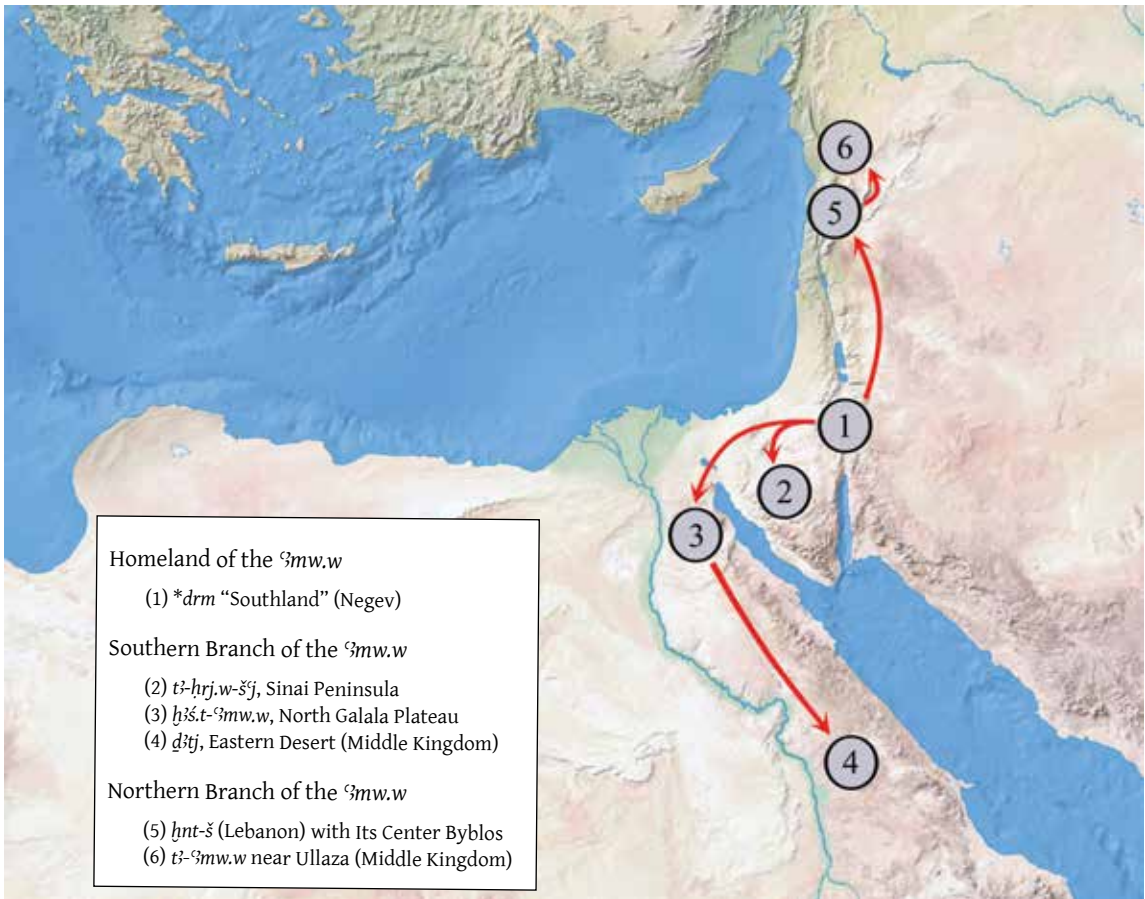 6
5
1
2
3
4
Homeland of the ꜥꜣmw.w
(1) *drm “Southland” (Negev)
Southern Branch of the ꜥꜣmw.w
(2) tꜣ-ḥrj.w-šꜥj, Sinai Peninsula
(3) ḫꜣś.t-ꜥꜣmw.w, North Galala Plateau
(4) ḏꜣtj, Eastern Desert (Middle Kingdom)
Northern Branch of the ꜥꜣmw.w
(5) ḫnt-š (Lebanon) with Its Center Byblos
(6) tꜣ-ꜥꜣmw.w near Ullaza (Middle Kingdom)